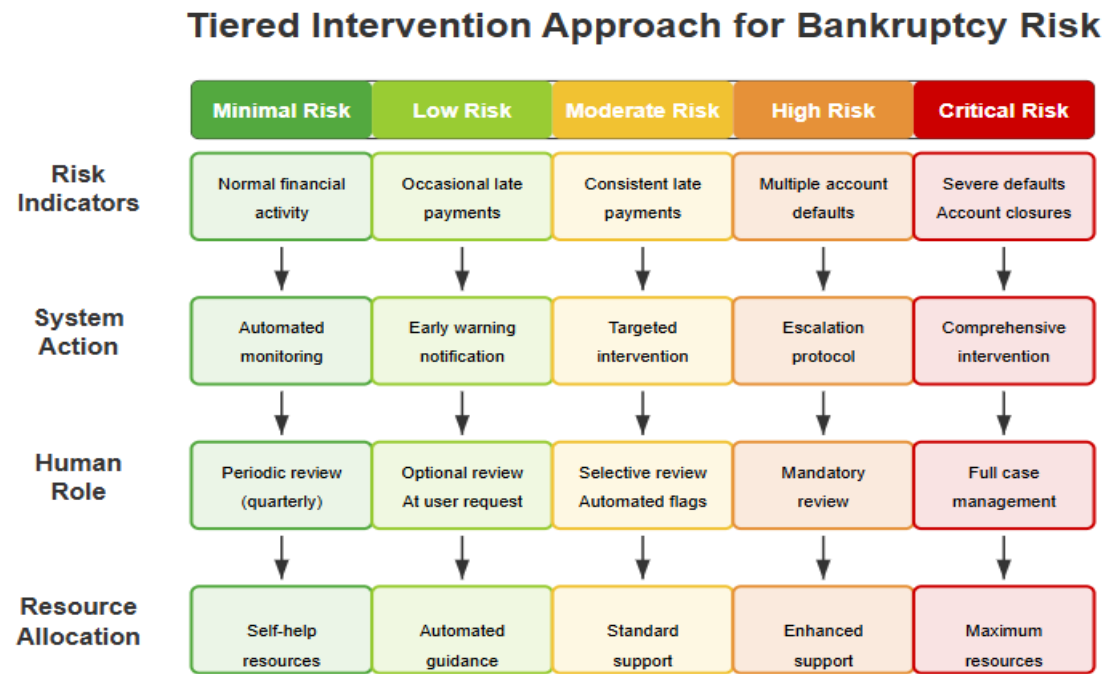 Tiered Intervention Approach for Bankruptcy Risk
Minimal Risk
Low Risk
Moderate Risk
High Risk
Critical Risk
Risk
Indicators
Normal financial
activity
Occasional late
payments
Consistent late
payments
Multiple account
defaults
Severe defaults
Account closures
System
Action
Automated
monitoring
Early warning
notification
Targeted
intervention
Escalation
protocol
Comprehensive
intervention
Human
Role
Periodic review
(quarterly)
Optional review
At user request
Selective review
Automated flags
Mandatory
review
Full case
management
Resource
Allocation
Self-help
resources
Automated
guidance
Standard
support
Enhanced
support
Maximum
resources